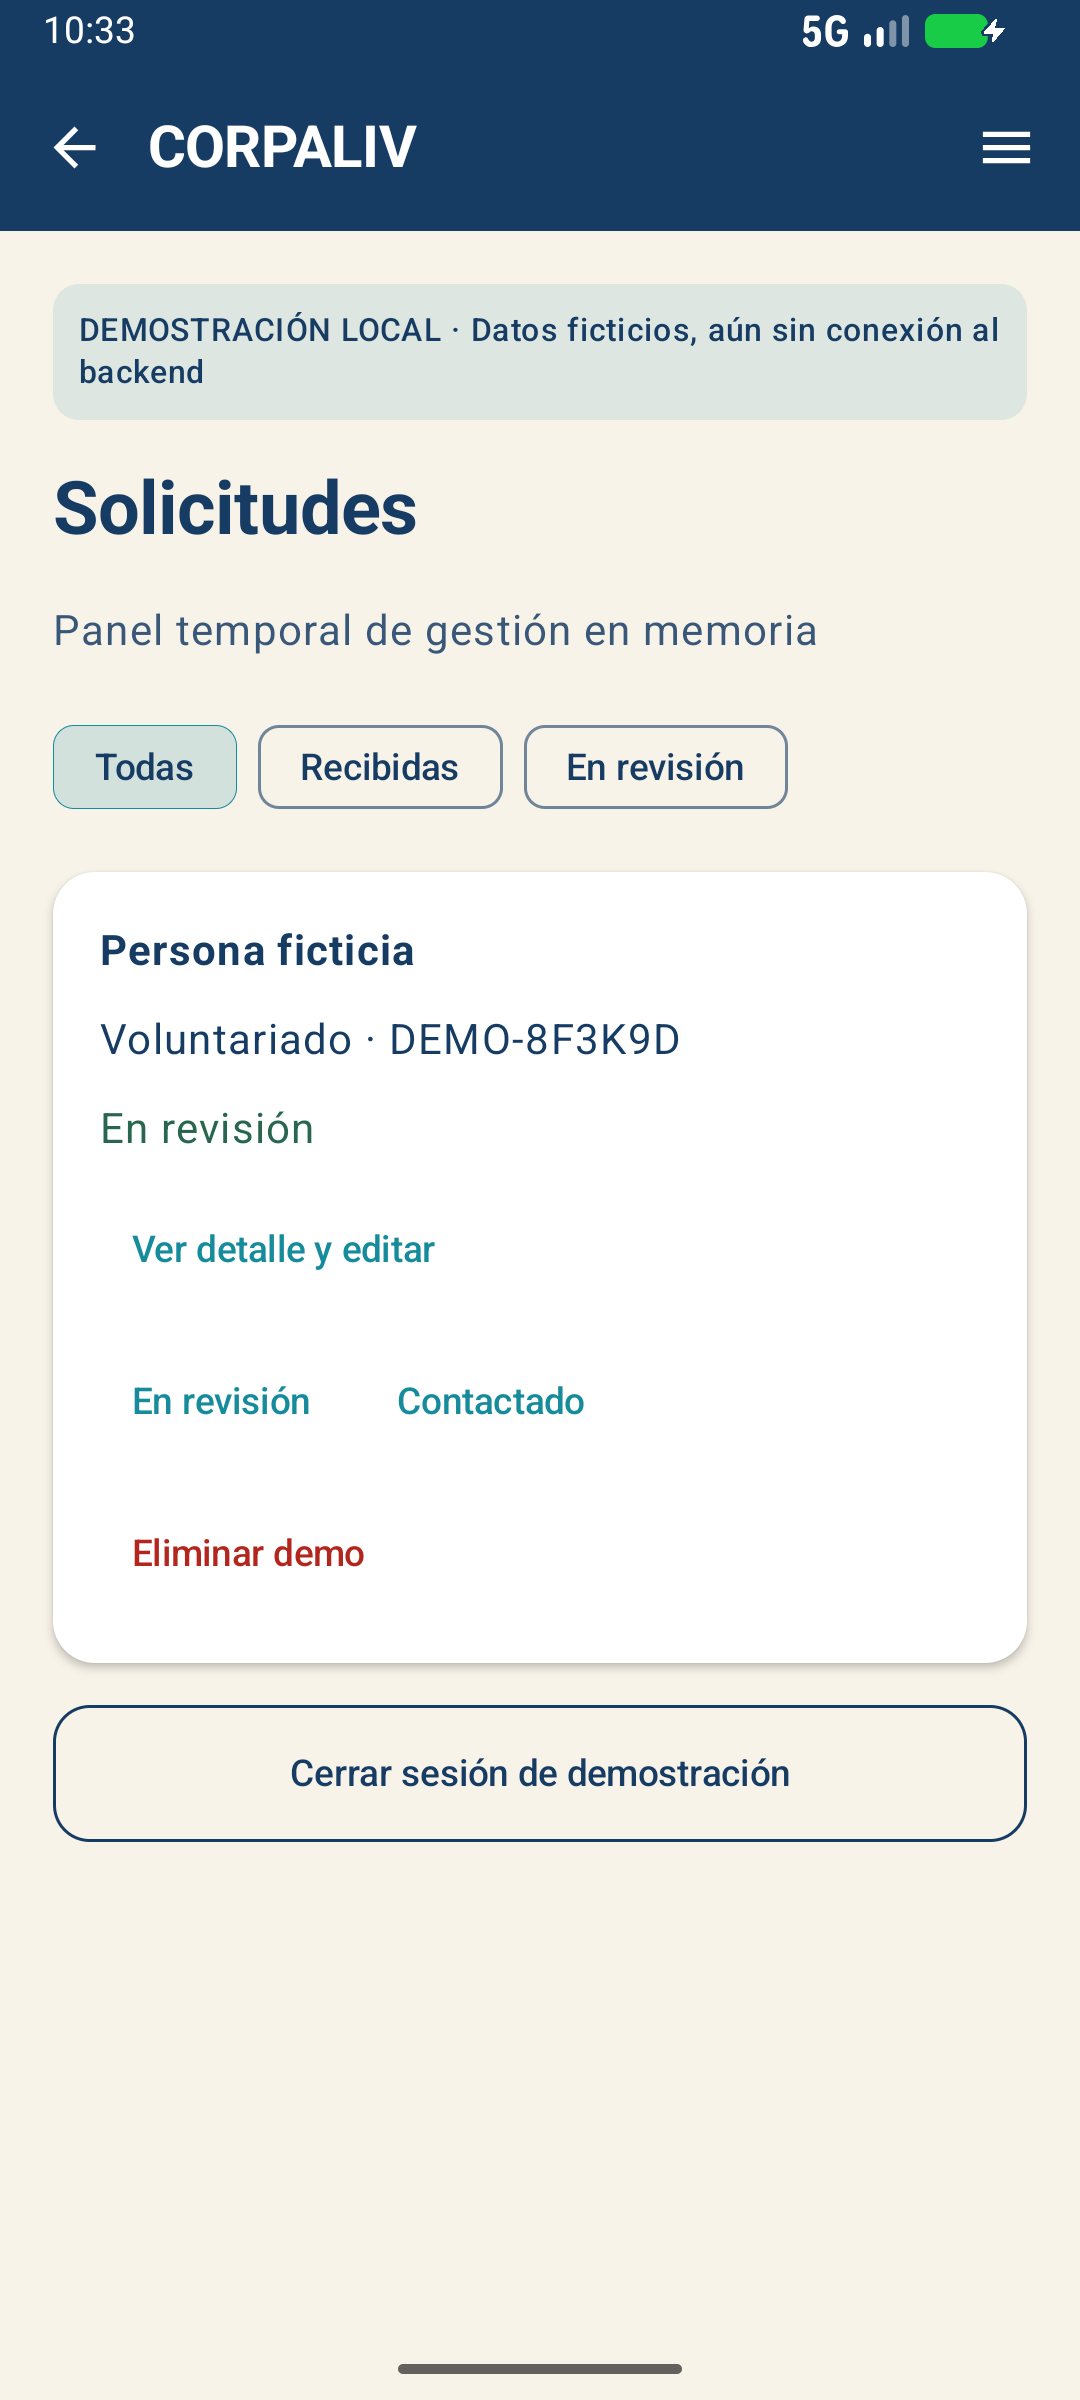 10:33
5G
CORPALIV
DEMOSTRACIÓN LOCAL · Datos ficticios, aún sin conexión al
backend
Solicitudes
Panel temporal de gestión en memoria
Todas
Recibidas
En revisión
Persona ficticia
Voluntariado · DEMO-8F3K9D
En revisión
Ver detalle y editar
En revisión
Contactado
Eliminar demo
Cerrar sesión de demostración